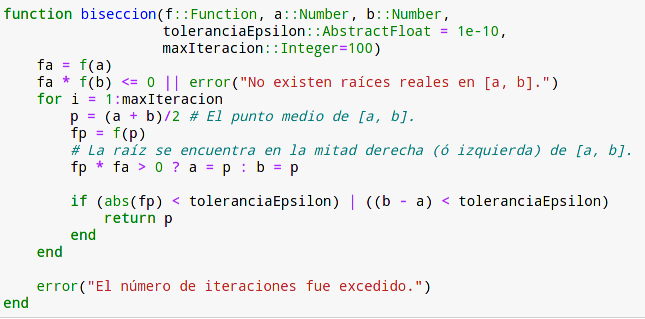 function biseccion(f::Function, a::Number, b::Number,
                   toleranciaEpsilon::AbstractFloat = 1e-10,
                   maxIteracion::Integer=100)
    fa = f(a)
    fa * f(b) <= 0 || error("No existen raíces reales en [a, b].")
    for i = 1:maxIteracion
        p = (a + b)/2 # El punto medio de [a, b].
        fp = f(p)
        # La raíz se encuentra en la mitad derecha (ó izquierda) de [a, b].
        fp * fa > 0 ? a = p : b = p

        if (abs(fp) < toleranciaEpsilon) | ((b - a) < toleranciaEpsilon)
            return p
        end
    end

    error("El número de iteraciones fue excedido.")
end